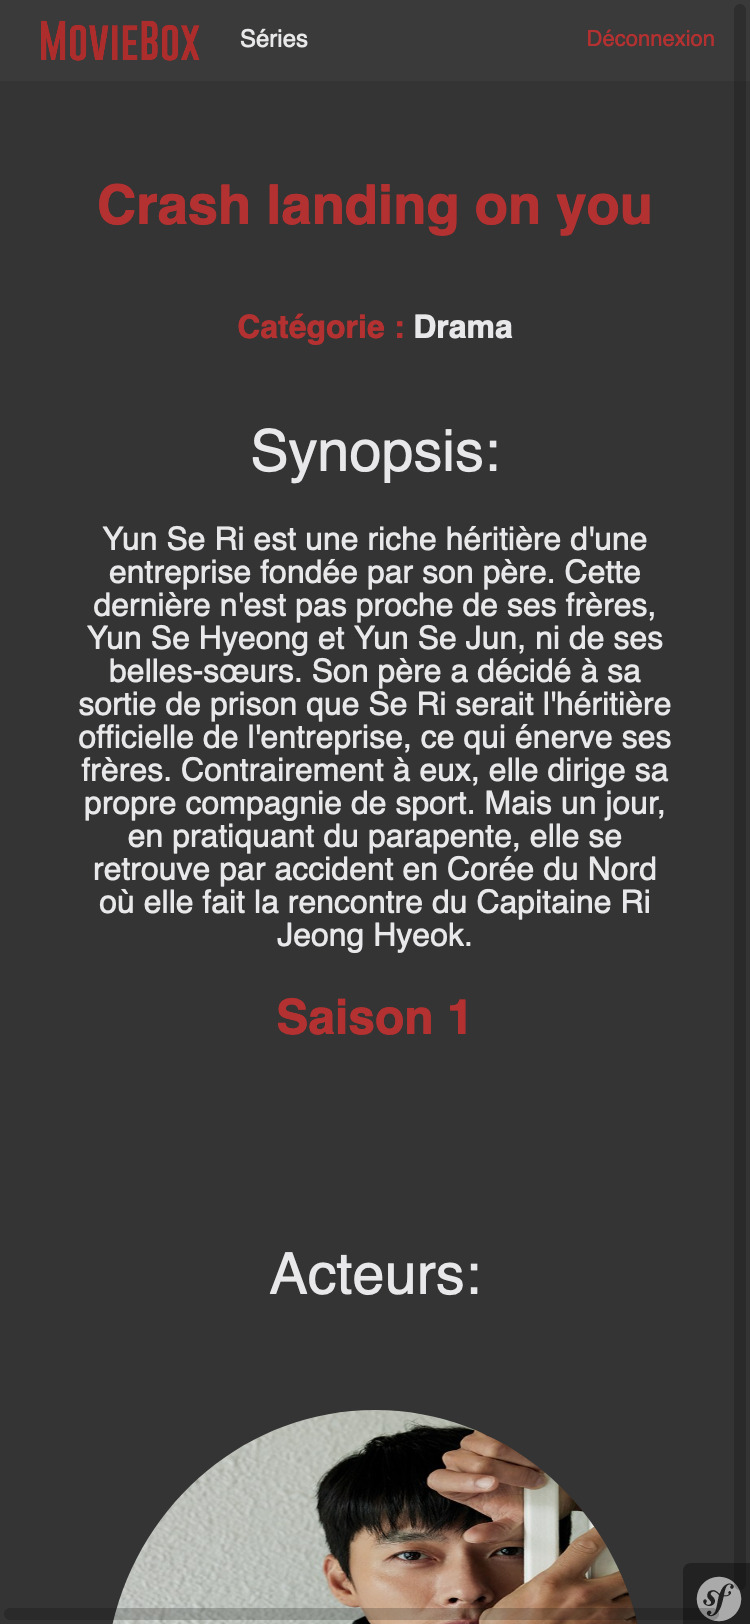 MOVIEBOX Séries Déconnexion
Crash landing on you
Catégorie : Drama
Synopsis:
Yun Se Ri est une riche héritière d'une
entreprise fondée par son père. Cette
dernière n'est pas proche de ses frères,
Yun Se Hyeong et Yun Se Jun, ni de ses
belles-sœurs. Son père a décidé à sa
sortie de prison que Se Ri serait l'héritière
officielle de l'entreprise, ce qui énerve ses
frères. Contrairement à eux, elle dirige sa
propre compagnie de sport. Mais un jour,
en pratiquant du parapente, elle se
retrouve par accident en Corée du Nord
où elle fait la rencontre du Capitaine Ri
Jeong Hyeok.
Saison 1
Acteurs:
sf